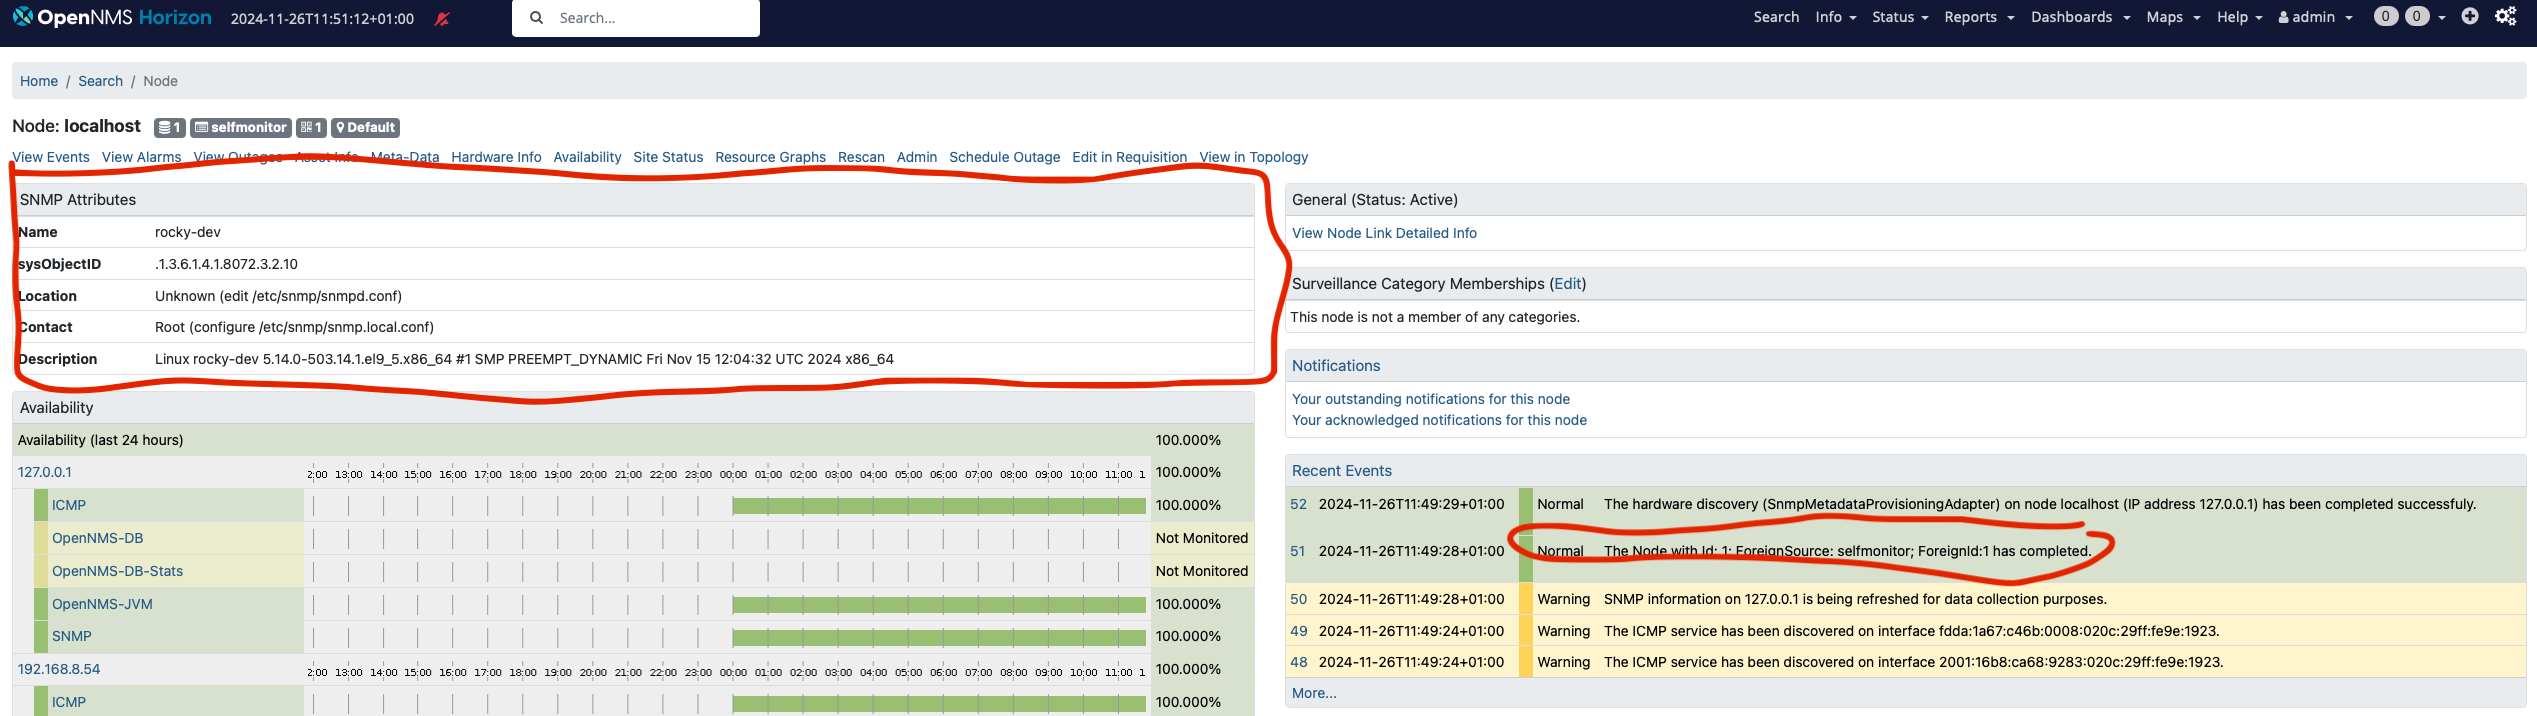 OpenNMS Horizon 2024-11-26T11:51:12+01:00 Search... Search Info Status Reports Dashboards Maps Help admin 0 0
Home / Search / Node
Node: localhost 1 selfmonitor 1 Default
View Events View Alarms View Outages Asset Info Meta-Data Hardware Info Availability Site Status Resource Graphs Rescan Admin Schedule Outage Edit in Requisition View in Topology
SNMP Attributes
Name rocky-dev
sysObjectID .1.3.6.1.4.1.8072.3.2.10
Location Unknown (edit /etc/snmp/snmpd.conf)
Contact Root (configure /etc/snmp/snmp.local.conf)
Description Linux rocky-dev 5.14.0-503.14.1.el9_5.x86_64 #1 SMP PREEMPT_DYNAMIC Fri Nov 15 12:04:32 UTC 2024 x86_64
Availability
Availability (last 24 hours) 100.000%
127.0.0.1 2:00 13:00 14:00 15:00 16:00 17:00 18:00 19:00 20:00 21:00 22:00 23:00 00:00 01:00 02:00 03:00 04:00 05:00 06:00 07:00 08:00 09:00 10:00 11:00 1 100.000%
ICMP 100.000%
OpenNMS-DB Not Monitored
OpenNMS-DB-Stats Not Monitored
OpenNMS-JVM 100.000%
SNMP 100.000%
192.168.8.54 2:00 13:00 14:00 15:00 16:00 17:00 18:00 19:00 20:00 21:00 22:00 23:00 00:00 01:00 02:00 03:00 04:00 05:00 06:00 07:00 08:00 09:00 10:00 11:00 1 100.000%
ICMP 100.000%
General (Status: Active)
View Node Link Detailed Info
Surveillance Category Memberships (Edit)
This node is not a member of any categories.
Notifications
Your outstanding notifications for this node
Your acknowledged notifications for this node
Recent Events
52 2024-11-26T11:49:29+01:00 Normal The hardware discovery (SnmpMetadataProvisioningAdapter) on node localhost (IP address 127.0.0.1) has been completed successfuly.
51 2024-11-26T11:49:28+01:00 Normal The Node with Id: 1; ForeignSource: selfmonitor; ForeignId:1 has completed.
50 2024-11-26T11:49:28+01:00 Warning SNMP information on 127.0.0.1 is being refreshed for data collection purposes.
49 2024-11-26T11:49:24+01:00 Warning The ICMP service has been discovered on interface fdda:1a67:c46b:0008:020c:29ff:fe9e:1923.
48 2024-11-26T11:49:24+01:00 Warning The ICMP service has been discovered on interface 2001:16b8:ca68:9283:020c:29ff:fe9e:1923.
More...